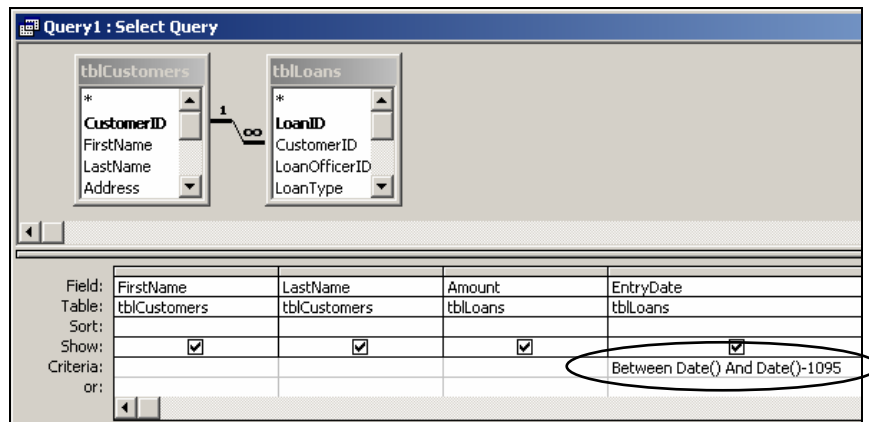 Query1 : Select Query
tblCustomers
*
CustomerID
FirstName
LastName
Address
1
∞
tblLoans
*
LoanID
CustomerID
LoanOfficerID
LoanType
Field: FirstName LastName Amount EntryDate
Table: tblCustomers tblCustomers tblLoans tblLoans
Sort:
Show:
Criteria: Between Date() And Date()-1095
or: